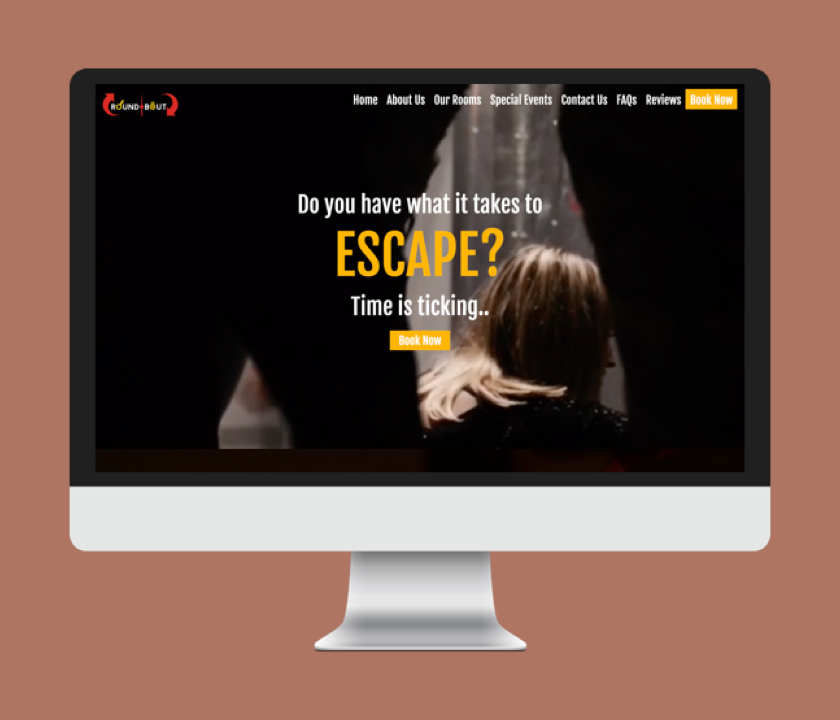 ROUND-BOUT
Home About Us Our Rooms Special Events Contact Us FAQs Reviews Book Now
Do you have what it takes to
ESCAPE?
Time is ticking..
Book Now